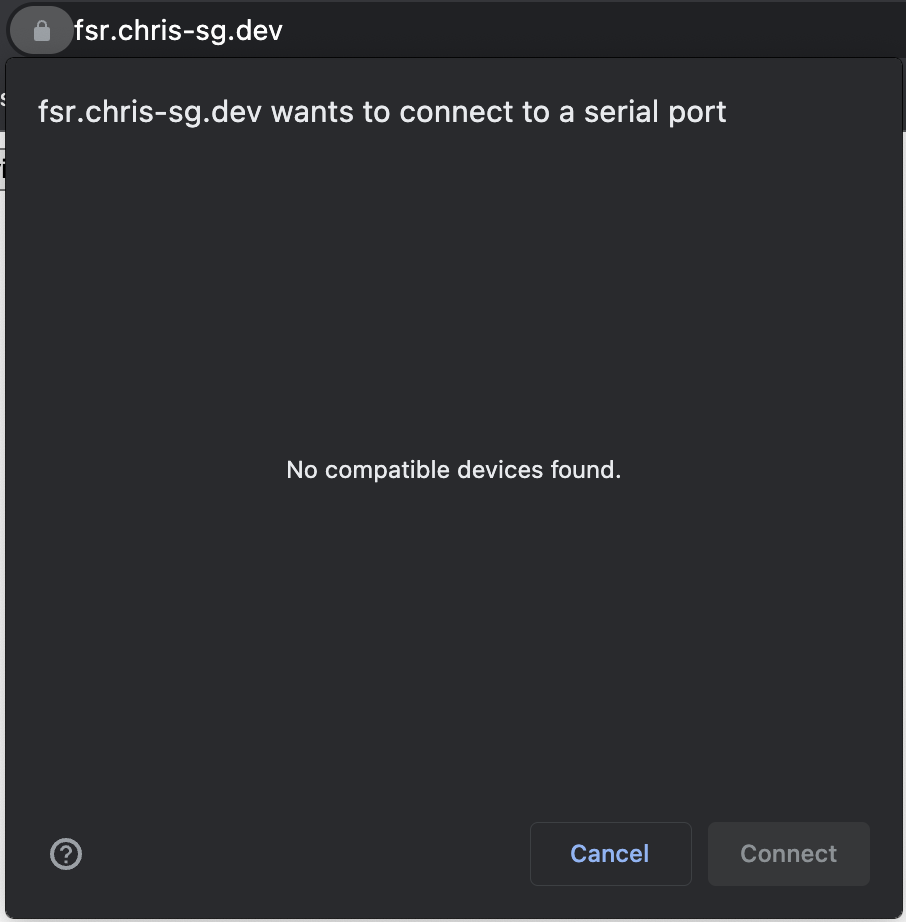 fsr.chris-sg.dev
fsr.chris-sg.dev wants to connect to a serial port
No compatible devices found.
Cancel
Connect